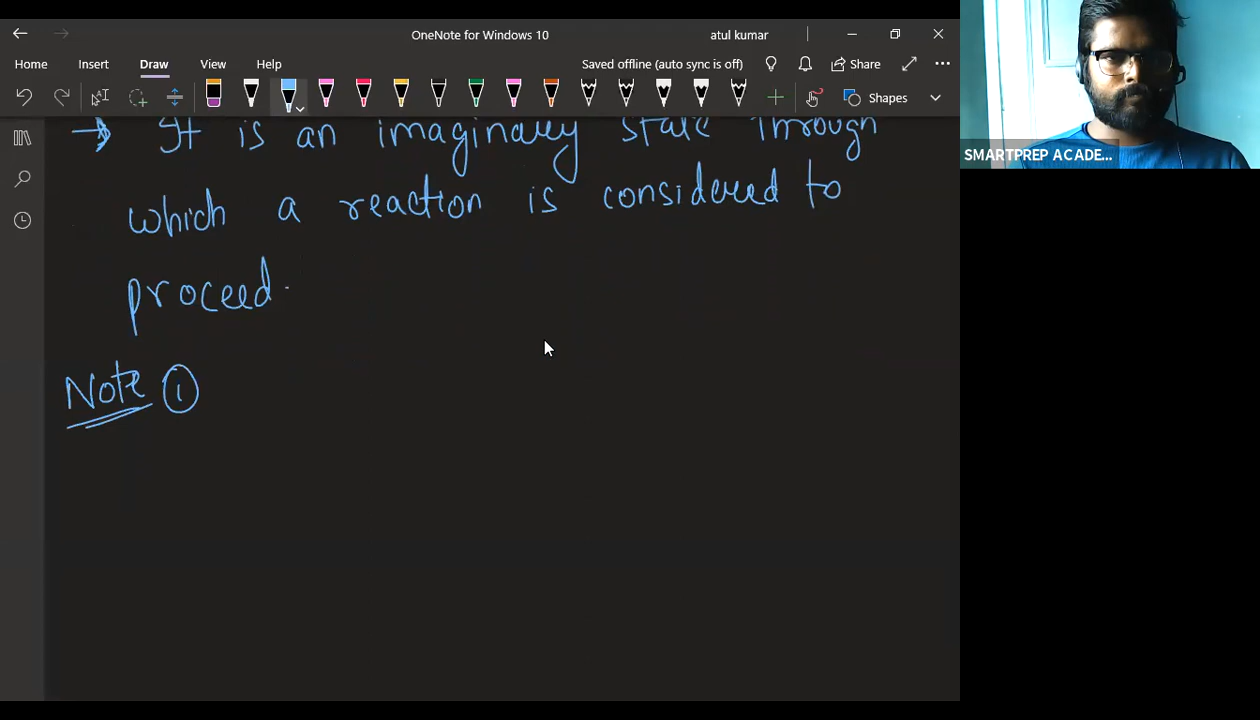 OneNote for Windows 10
atul kumar
Home Insert Draw View Help
Saved offline (auto sync is off)
Share
Shapes
→ It is an imaginary state through
which a reaction is considered to
proceed.
Note ①
SMARTPREP ACADE...